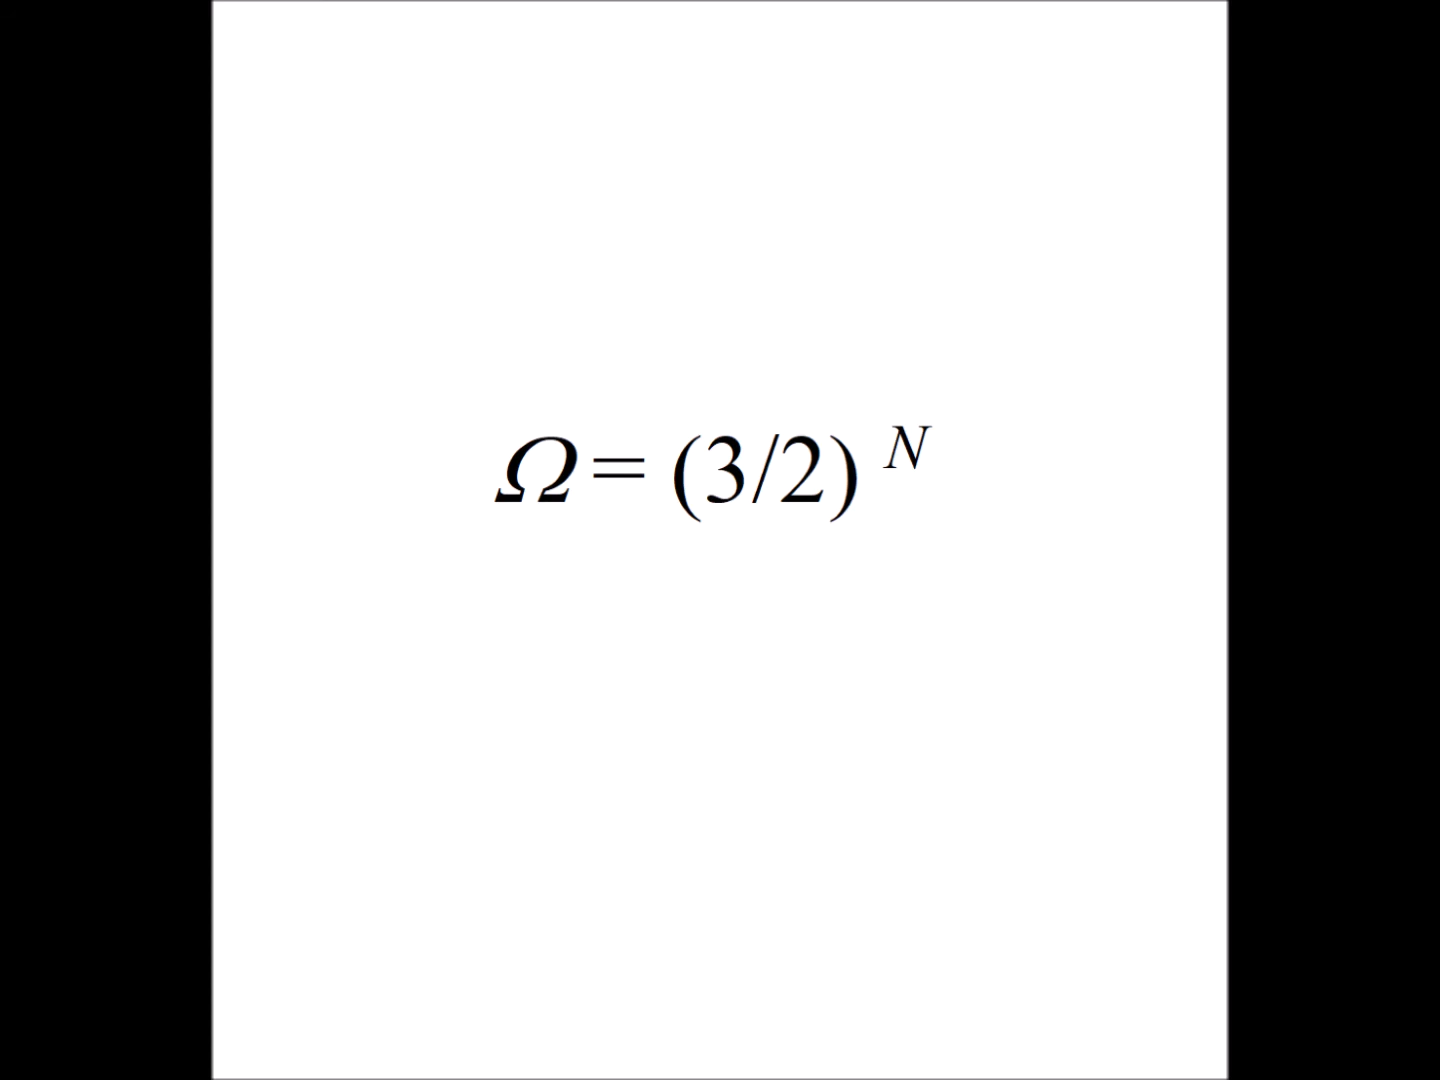 Ω = (3/2) ᴺ